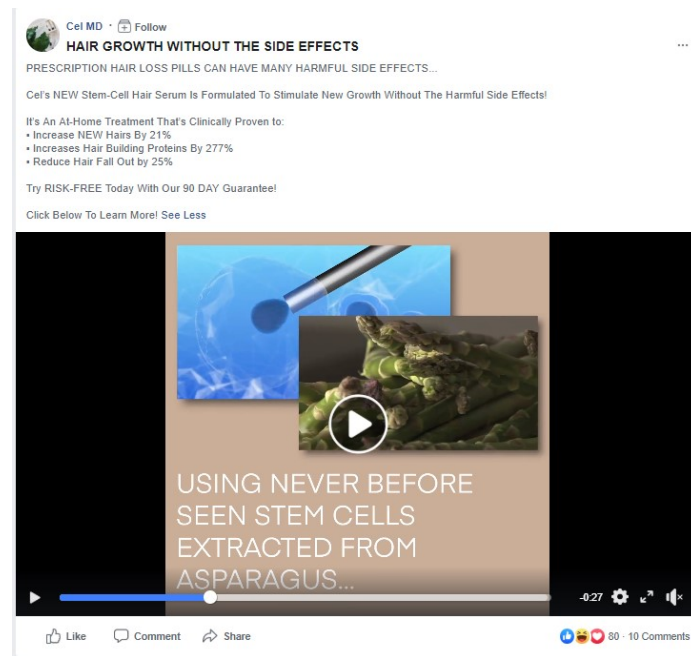 Cel MD · Follow
HAIR GROWTH WITHOUT THE SIDE EFFECTS
PRESCRIPTION HAIR LOSS PILLS CAN HAVE MANY HARMFUL SIDE EFFECTS...
Cel's NEW Stem-Cell Hair Serum Is Formulated To Stimulate New Growth Without The Harmful Side Effects!
It's An At-Home Treatment That's Clinically Proven to:
• Increase NEW Hairs By 21%
• Increases Hair Building Proteins By 277%
• Reduce Hair Fall Out by 25%
Try RISK-FREE Today With Our 90 DAY Guarantee!
Click Below To Learn More! See Less
USING NEVER BEFORE
SEEN STEM CELLS
EXTRACTED FROM
ASPARAGUS...
-0:27
Like Comment Share 80 · 10 Comments